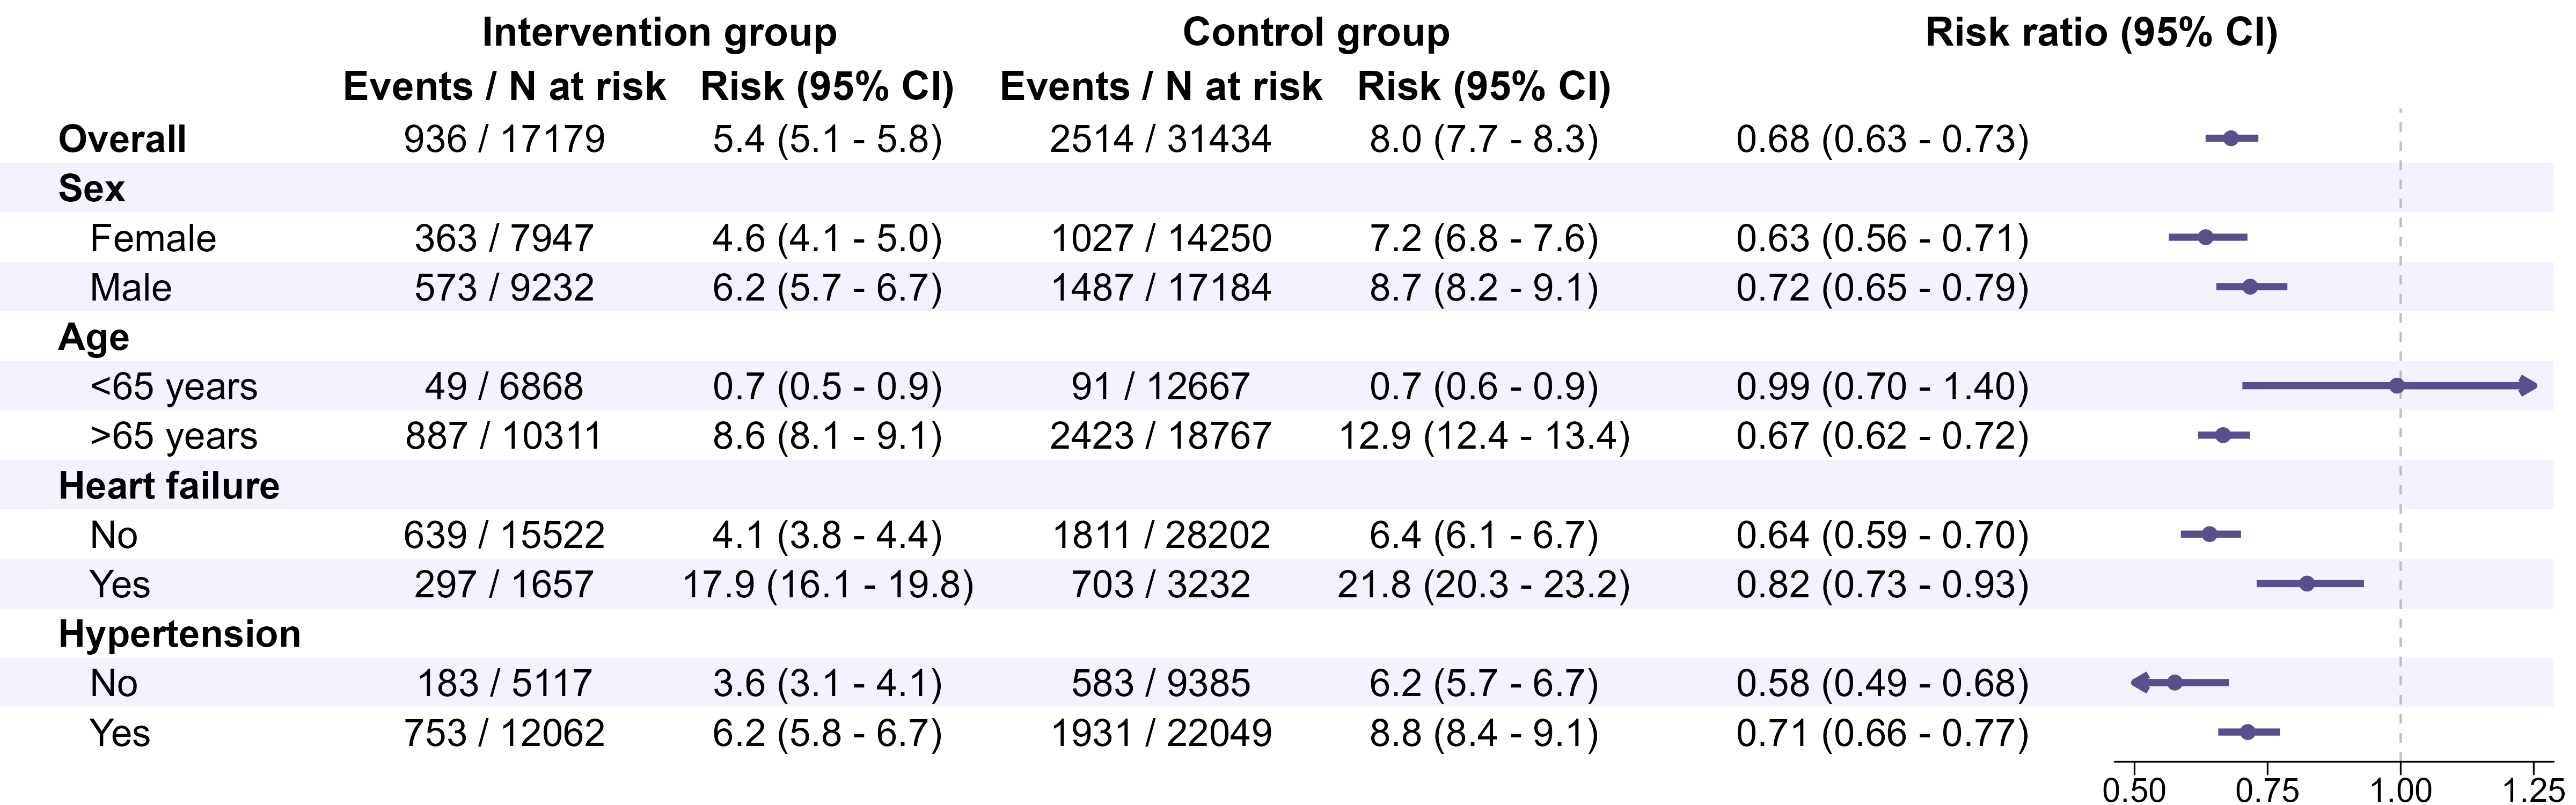 Intervention group Control group Risk ratio (95% CI)
Events / N at risk Risk (95% CI) Events / N at risk Risk (95% CI)
Overall 936 / 17179 5.4 (5.1 - 5.8) 2514 / 31434 8.0 (7.7 - 8.3) 0.68 (0.63 - 0.73)
Sex
Female 363 / 7947 4.6 (4.1 - 5.0) 1027 / 14250 7.2 (6.8 - 7.6) 0.63 (0.56 - 0.71)
Male 573 / 9232 6.2 (5.7 - 6.7) 1487 / 17184 8.7 (8.2 - 9.1) 0.72 (0.65 - 0.79)
Age
<65 years 49 / 6868 0.7 (0.5 - 0.9) 91 / 12667 0.7 (0.6 - 0.9) 0.99 (0.70 - 1.40)
>65 years 887 / 10311 8.6 (8.1 - 9.1) 2423 / 18767 12.9 (12.4 - 13.4) 0.67 (0.62 - 0.72)
Heart failure
No 639 / 15522 4.1 (3.8 - 4.4) 1811 / 28202 6.4 (6.1 - 6.7) 0.64 (0.59 - 0.70)
Yes 297 / 1657 17.9 (16.1 - 19.8) 703 / 3232 21.8 (20.3 - 23.2) 0.82 (0.73 - 0.93)
Hypertension
No 183 / 5117 3.6 (3.1 - 4.1) 583 / 9385 6.2 (5.7 - 6.7) 0.58 (0.49 - 0.68)
Yes 753 / 12062 6.2 (5.8 - 6.7) 1931 / 22049 8.8 (8.4 - 9.1) 0.71 (0.66 - 0.77)
0.50 0.75 1.00 1.25